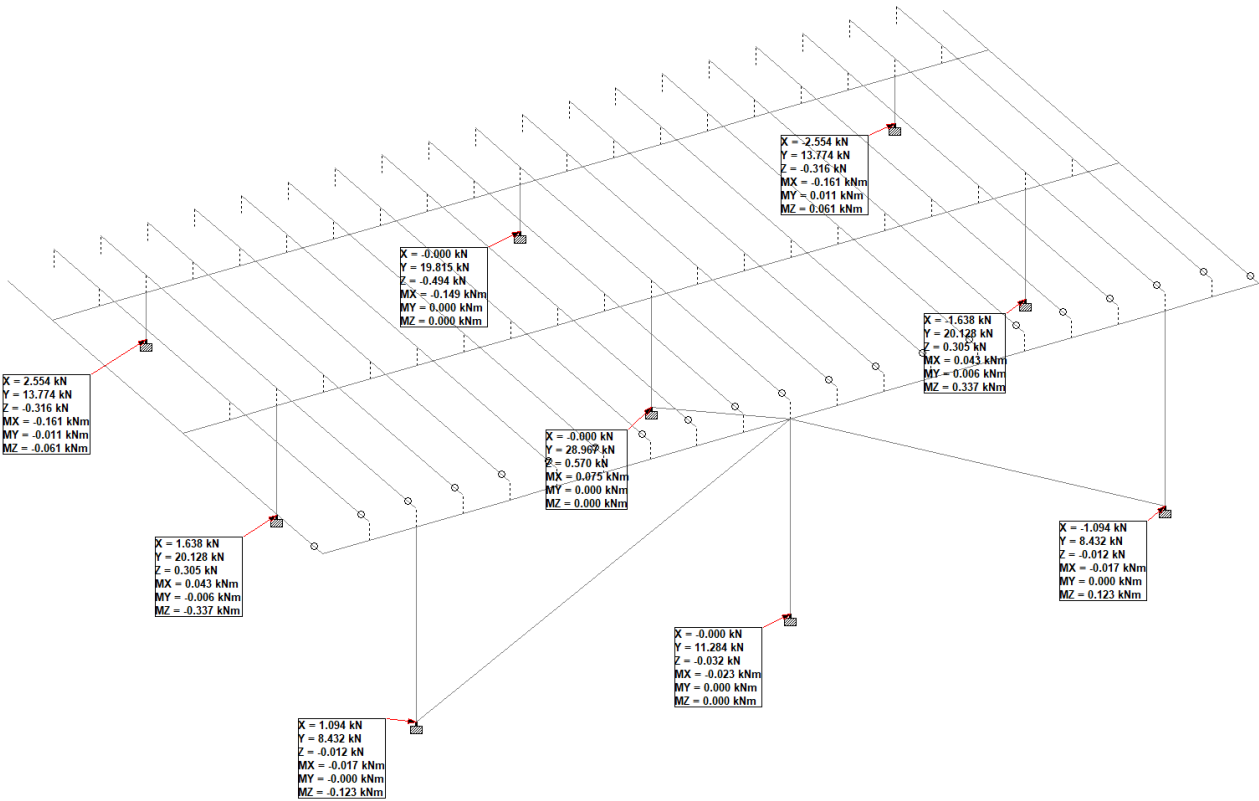 X = -2.554 kN
Y = 13.774 kN
Z = -0.316 kN
MX = -0.161 kNm
MY = 0.011 kNm
MZ = 0.061 kNm
X = -0.000 kN
Y = 19.815 kN
Z = -0.494 kN
MX = -0.149 kNm
MY = 0.000 kNm
MZ = 0.000 kNm
X = -1.638 kN
Y = 20.128 kN
Z = 0.305 kN
MX = 0.043 kNm
MY = 0.006 kNm
MZ = 0.337 kNm
X = 2.554 kN
Y = 13.774 kN
Z = -0.316 kN
MX = -0.161 kNm
MY = -0.011 kNm
MZ = -0.061 kNm
X = -0.000 kN
Y = 28.967 kN
Z = 0.570 kN
MX = 0.075 kNm
MY = 0.000 kNm
MZ = 0.000 kNm
X = 1.638 kN
Y = 20.128 kN
Z = 0.305 kN
MX = 0.043 kNm
MY = -0.006 kNm
MZ = -0.337 kNm
X = -1.094 kN
Y = 8.432 kN
Z = -0.012 kN
MX = -0.017 kNm
MY = 0.000 kNm
MZ = 0.123 kNm
X = -0.000 kN
Y = 11.284 kN
Z = -0.032 kN
MX = -0.023 kNm
MY = 0.000 kNm
MZ = 0.000 kNm
X = 1.094 kN
Y = 8.432 kN
Z = -0.012 kN
MX = -0.017 kNm
MY = -0.000 kNm
MZ = -0.123 kNm